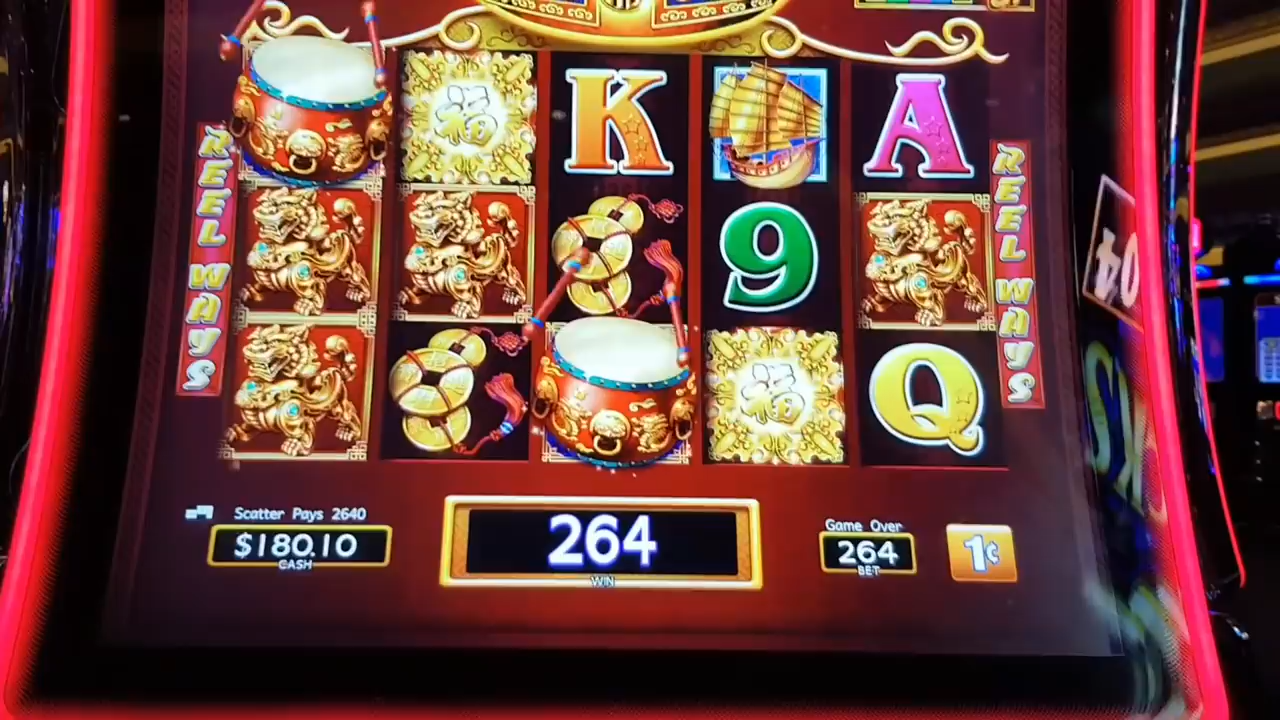 福
K
A
REEL WAYS
REEL WAYS
9
福
Q
Scatter Pays 2640
$180.10
CASH
264
WIN
Game Over
264
BET
1¢